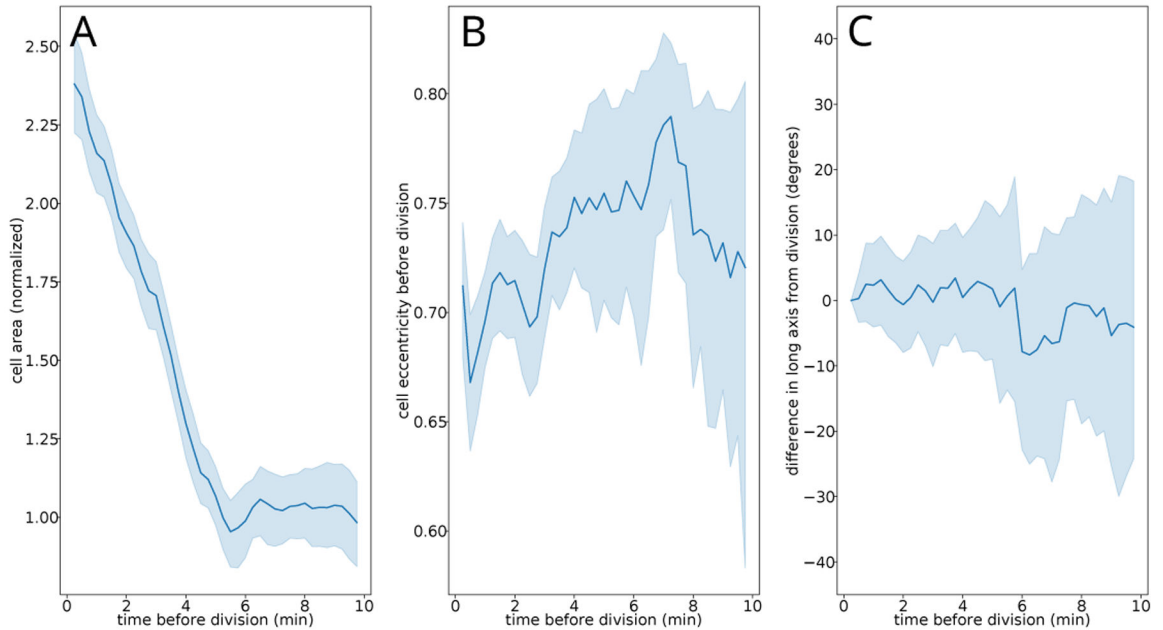 A
B
C
cell area (normalized)
2.50
2.25
2.00
1.75
1.50
1.25
1.00
0 2 4 6 8 10
time before division (min)
cell eccentricity before division
0.80
0.75
0.70
0.65
0.60
0 2 4 6 8 10
time before division (min)
difference in long axis from division (degrees)
40
30
20
10
0
−10
−20
−30
−40
0 2 4 6 8 10
time before division (min)